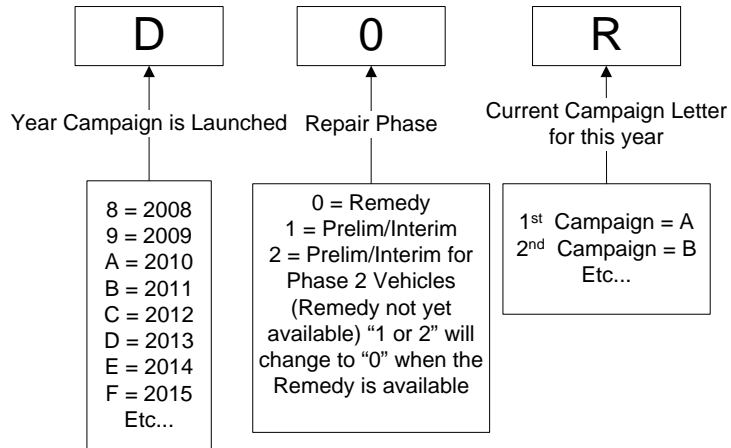 D
0
R
Year Campaign is Launched
Repair Phase
Current Campaign Letter
for this year
8 = 2008
9 = 2009
A = 2010
B = 2011
C = 2012
D = 2013
E = 2014
F = 2015
Etc...
0 = Remedy
1 = Prelim/Interim
2 = Prelim/Interim for
Phase 2 Vehicles
(Remedy not yet
available) “1 or 2” will
change to “0” when the
Remedy is available
1st Campaign = A
2nd Campaign = B
Etc...